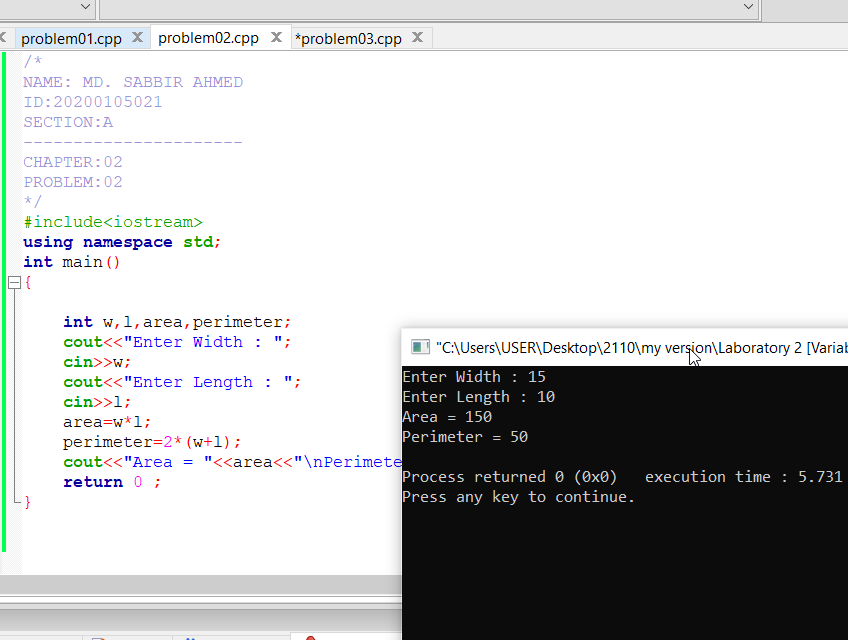 problem01.cpp
problem02.cpp
*problem03.cpp
/*
NAME: MD. SABBIR AHMED
ID:20200105021
SECTION:A
----------------------
CHAPTER:02
PROBLEM:02
*/
#include<iostream>
using namespace std;
int main()
{
int w,l,area,perimeter;
cout<<"Enter Width : ";
cin>>w;
cout<<"Enter Length : ";
cin>>l;
area=w*l;
perimeter=2*(w+l);
cout<<"Area = "<<area<<"\nPerimete
return 0 ;
}
"C:\Users\USER\Desktop\2110\my version\Laboratory 2 [Variab
Enter Width : 15
Enter Length : 10
Area = 150
Perimeter = 50
Process returned 0 (0x0)   execution time : 5.731
Press any key to continue.